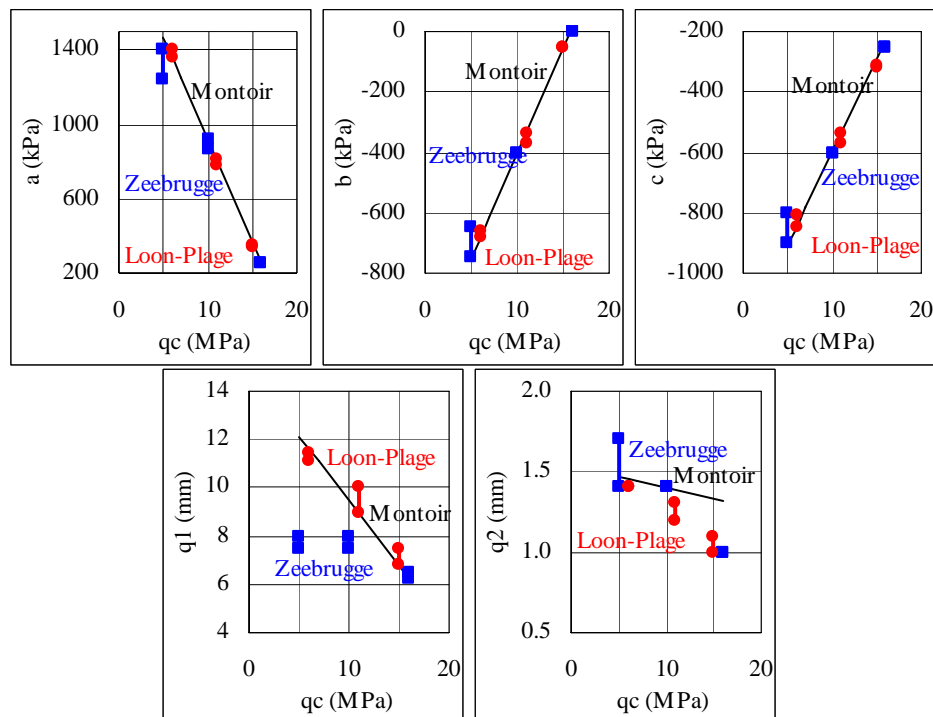 1400
1000
600
200
a (kPa)
Montoir
Zeebrugge
Loon-Plage
0 10 20
qc (MPa)
0
-200
-400
-600
-800
b (kPa)
Montoir
Zeebrugge
Loon-Plage
0 10 20
qc (MPa)
-200
-400
-600
-800
-1000
c (kPa)
Montoir
Zeebrugge
Loon-Plage
0 10 20
qc (MPa)
14
12
10
8
6
4
q1 (mm)
Loon-Plage
Montoir
Zeebrugge
0 10 20
qc (MPa)
2.0
1.5
1.0
0.5
q2 (mm)
Zeebrugge
Montoir
Loon-Plage
0 10 20
qc (MPa)